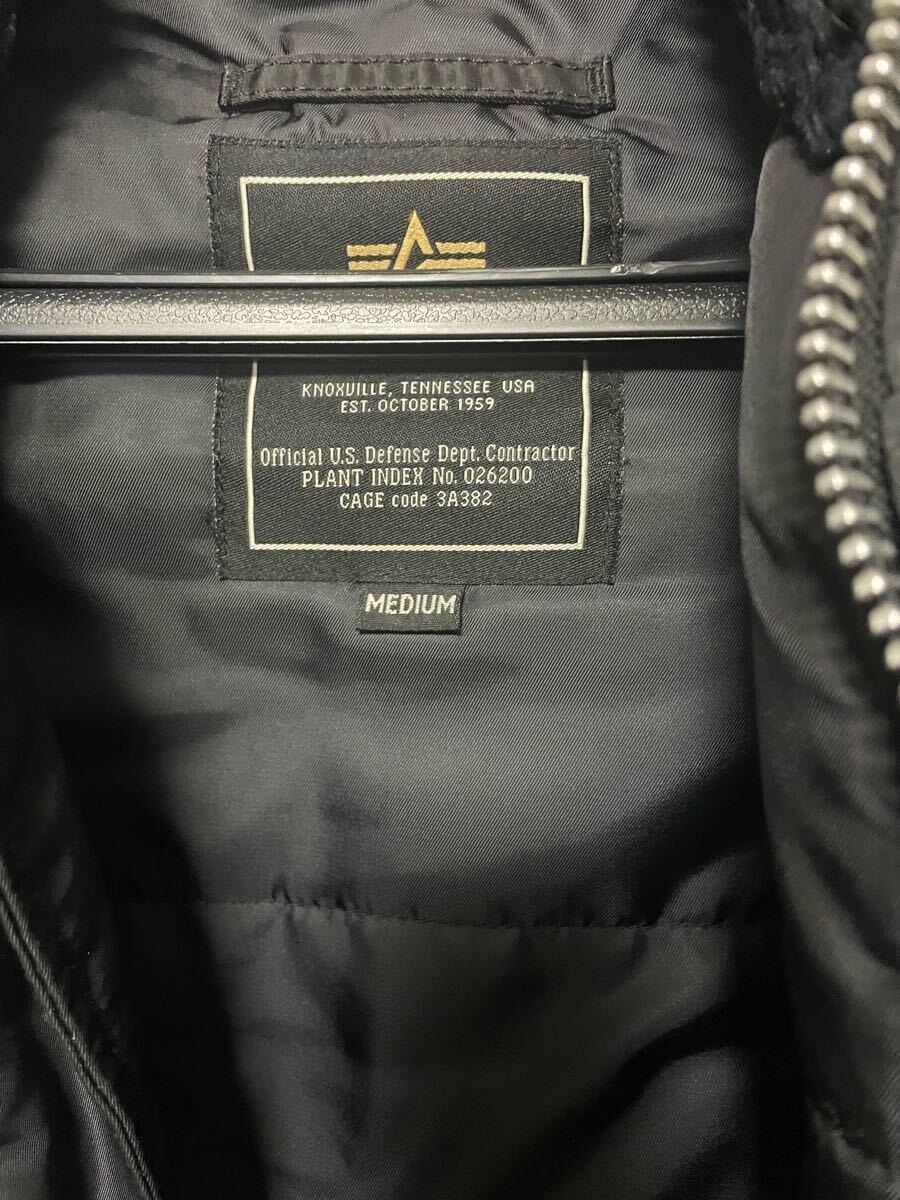 KNOXVILLE, TENNESSEE USA
EST. OCTOBER 1959
Official U.S. Defense Dept. Contractor
PLANT INDEX No. 026200
CAGE code 3A382
MEDIUM